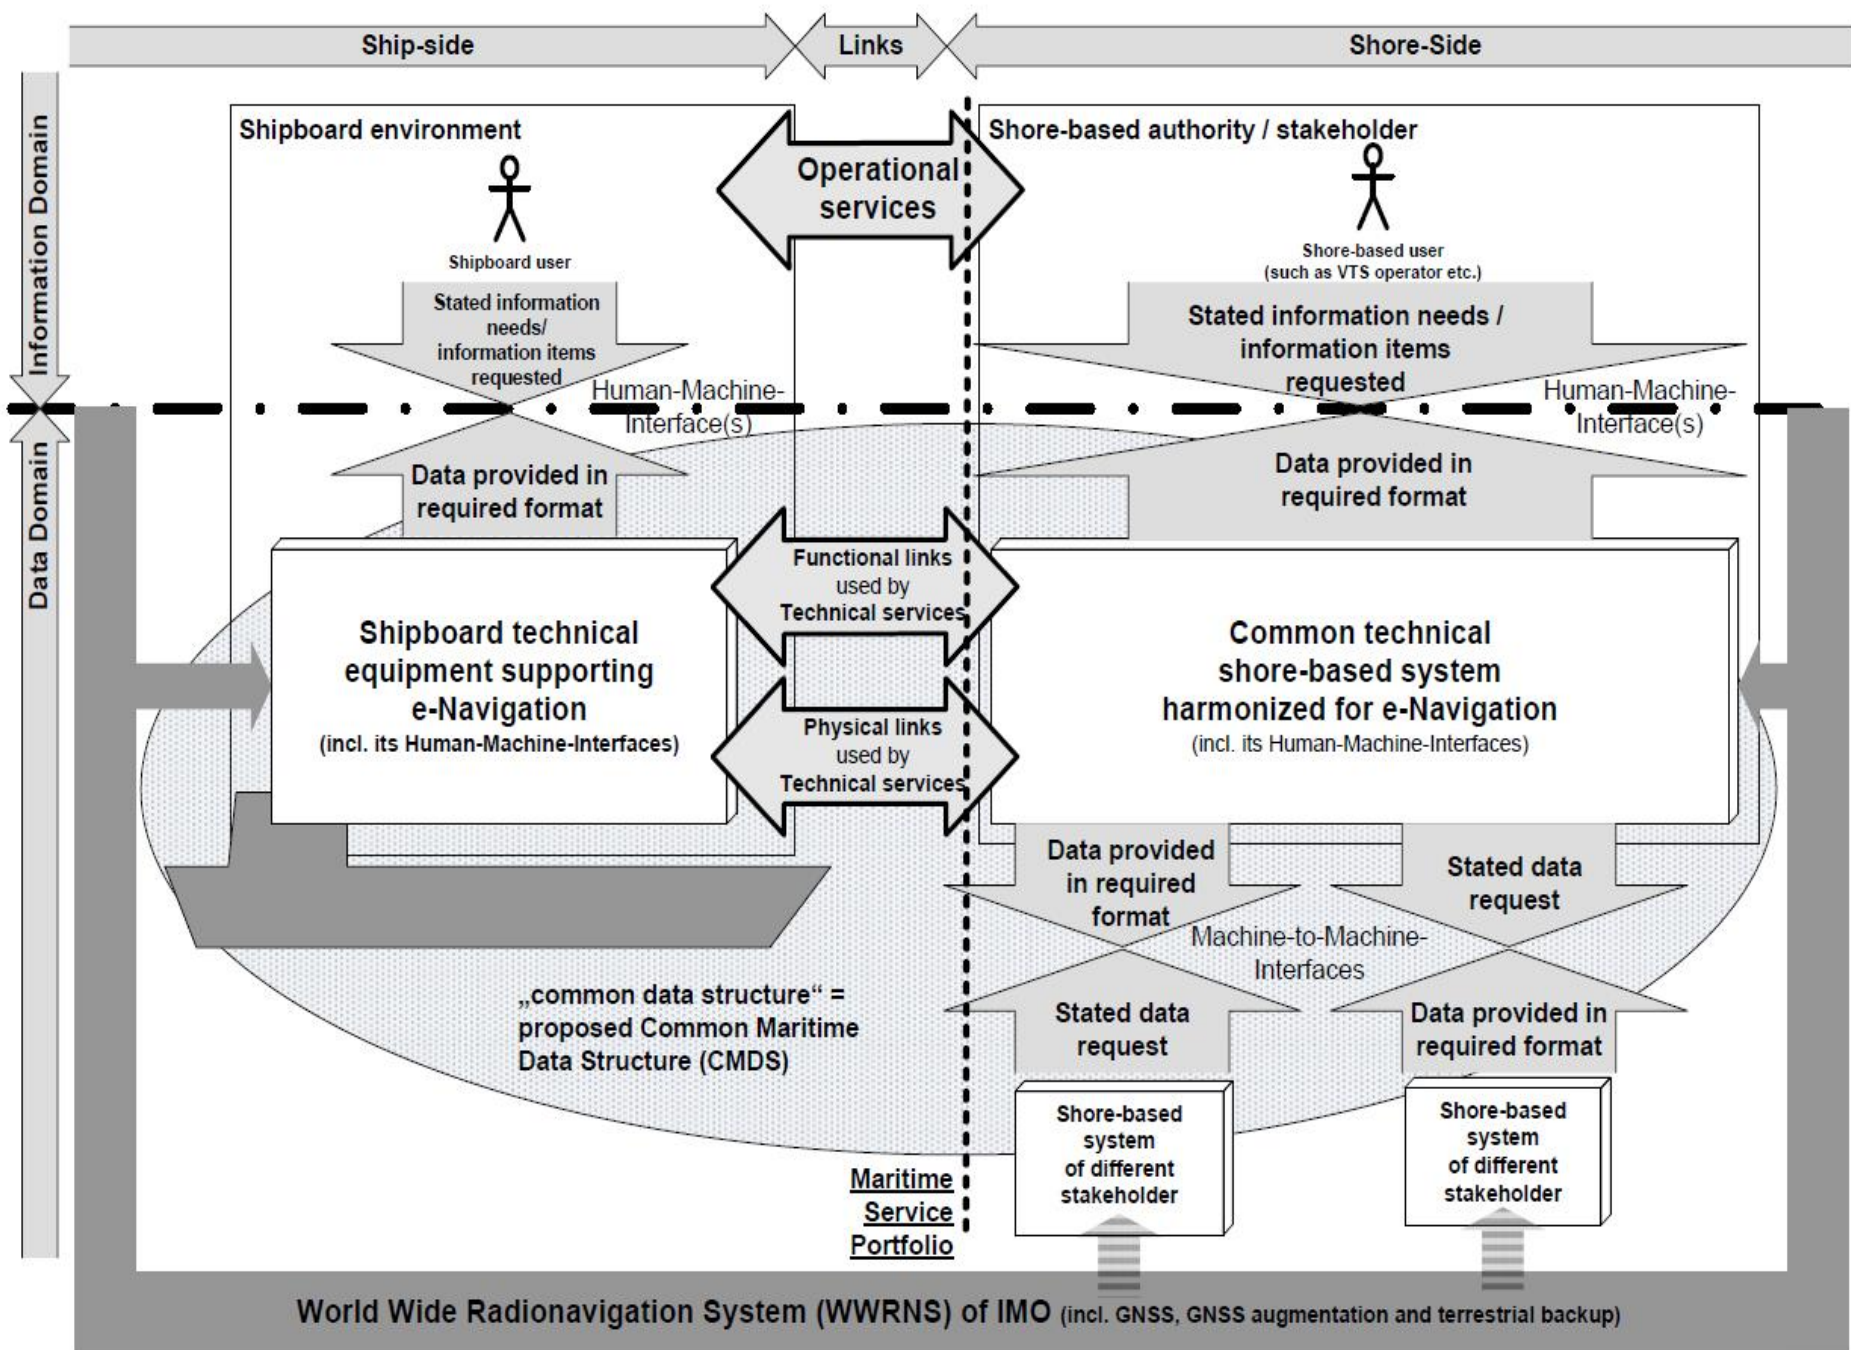 Ship-side
Links
Shore-Side
Information Domain
Data Domain
Shipboard environment
Shipboard user
Stated information
needs/
information items
requested
Human-Machine-
Interface(s)
Data provided in
required format
Shipboard technical
equipment supporting
e-Navigation
(incl. its Human-Machine-Interfaces)
Operational
services
Functional links
used by
Technical services
Physical links
used by
Technical services
Shore-based authority / stakeholder
Shore-based user
(such as VTS operator etc.)
Stated information needs /
information items
requested
Human-Machine-
Interface(s)
Data provided in
required format
Common technical
shore-based system
harmonized for e-Navigation
(incl. its Human-Machine-Interfaces)
Data provided
in required
format
Stated data
request
Machine-to-Machine-
Interfaces
Stated data
request
Data provided in
required format
„common data structure“ =
proposed Common Maritime
Data Structure (CMDS)
Shore-based
system
of different
stakeholder
Shore-based
system
of different
stakeholder
Maritime
Service
Portfolio
World Wide Radionavigation System (WWRNS) of IMO (incl. GNSS, GNSS augmentation and terrestrial backup)